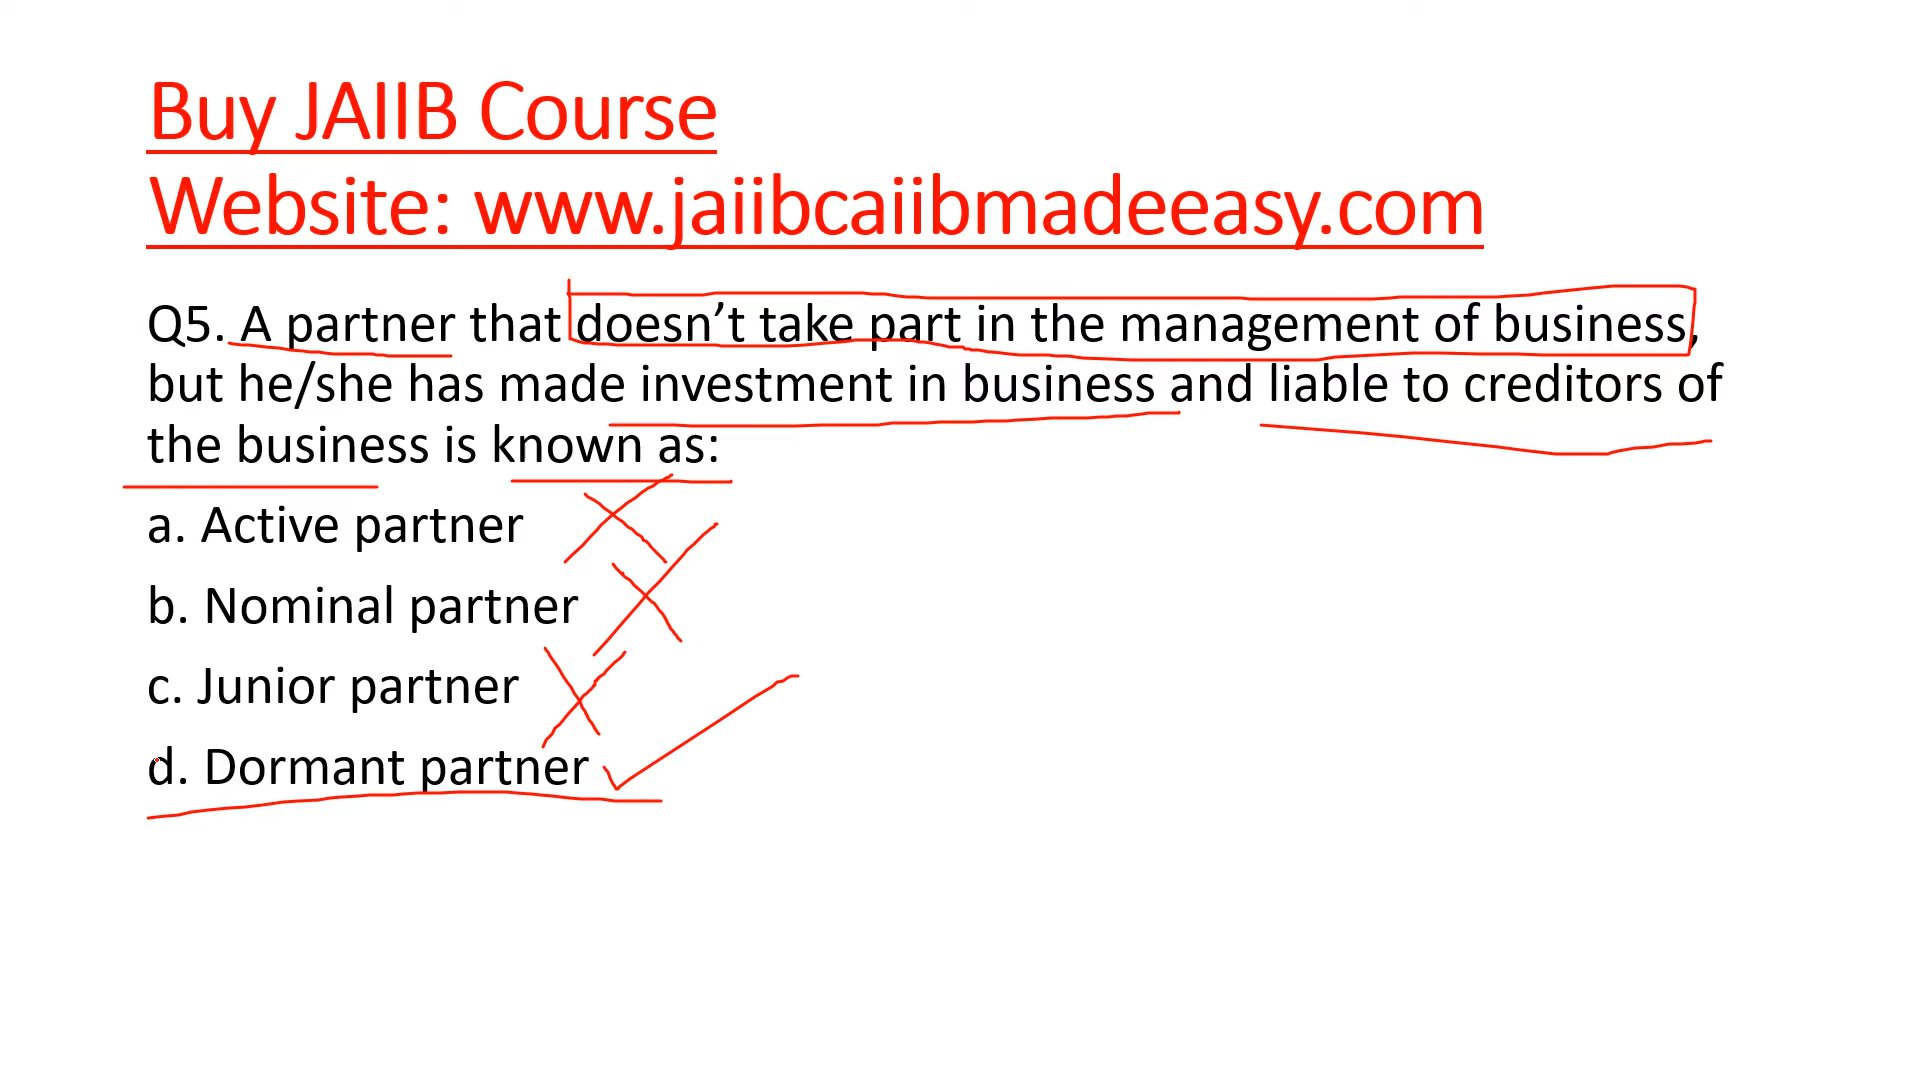 Buy JAIIB Course
Website: www.jaiibcaiibmadeeasy.com
Q5. A partner that doesn’t take part in the management of business,
but he/she has made investment in business and liable to creditors of
the business is known as:
a. Active partner
b. Nominal partner
c. Junior partner
d. Dormant partner